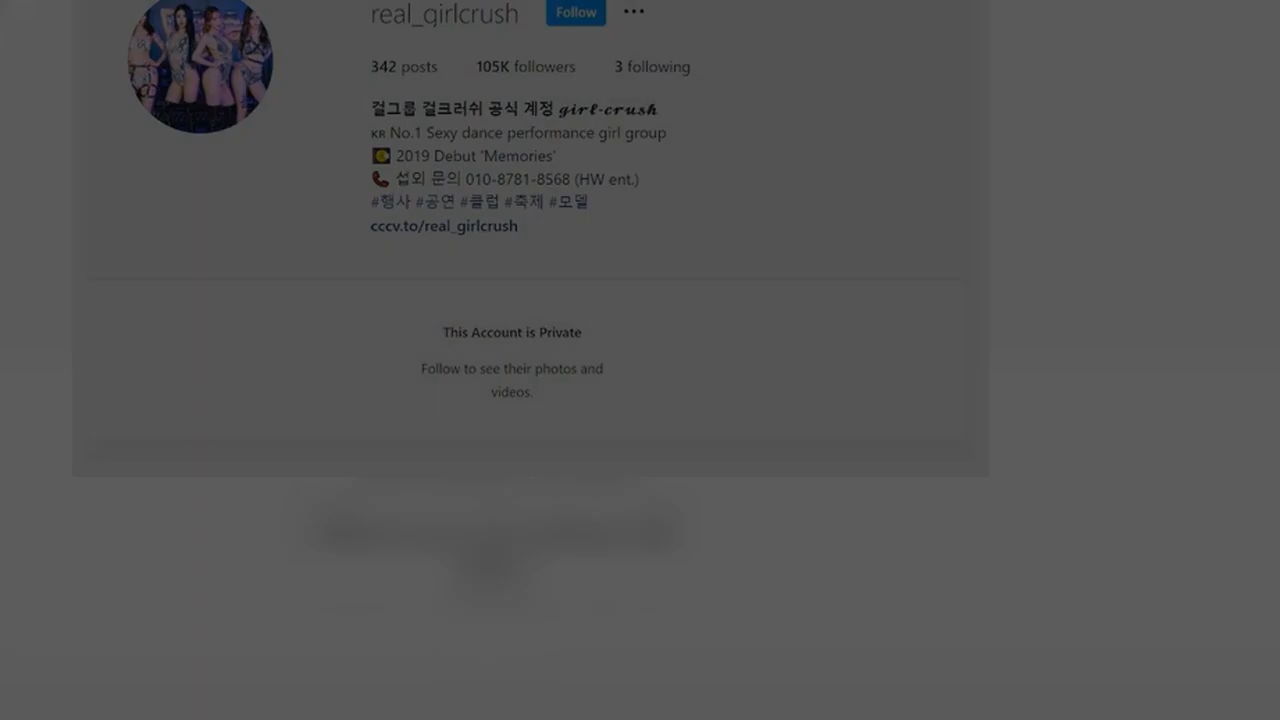 real_girlcrush Follow
342 posts 105K followers 3 following
걸그룹 걸크러쉬 공식 계정 𝓰𝓲𝓻𝓵-𝓬𝓻𝓾𝓼𝓱
KR No.1 Sexy dance performance girl group
2019 Debut 'Memories'
섭외 문의 010-8781-8568 (HW ent.)
#행사 #공연 #클럽 #축제 #모델
cccv.to/real_girlcrush
This Account is Private
Follow to see their photos and
videos.